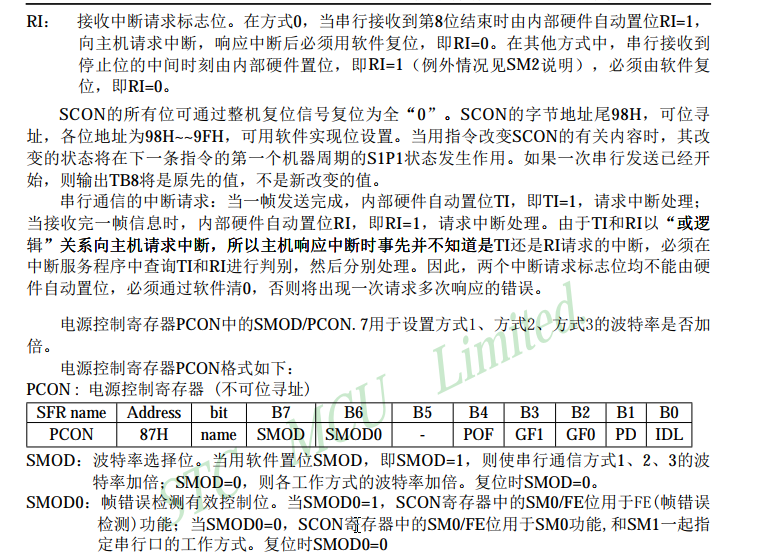 RI： 接收中断请求标志位。在方式0，当串行接收到第8位结束时由内部硬件自动置位RI=1，
向主机请求中断，响应中断后必须用软件复位，即RI=0。在其他方式中，串行接收到
停止位的中间时刻由内部硬件置位，即RI=1（例外情况见SM2说明），必须由软件复
位，即RI=0。
SCON的所有位可通过整机复位信号复位为全“0”。SCON的字节地址尾98H，可位寻
址，各位地址为98H~~9FH，可用软件实现位设置。当用指令改变SCON的有关内容时，其改
变的状态将在下一条指令的第一个机器周期的S1P1状态发生作用。如果一次串行发送已经开
始，则输出TB8将是原先的值，不是新改变的值。
串行通信的中断请求：当一帧发送完成，内部硬件自动置位TI，即TI=1，请求中断处理；
当接收完一帧信息时，内部硬件自动置位RI，即RI=1，请求中断处理。由于TI和RI以“或逻
辑”关系向主机请求中断，所以主机响应中断时事先并不知道是TI还是RI请求的中断，必须在
中断服务程序中查询TI和RI进行判别，然后分别处理。因此，两个中断请求标志位均不能由硬
件自动置位，必须通过软件清0，否则将出现一次请求多次响应的错误。
电源控制寄存器PCON中的SMOD/PCON.7用于设置方式1、方式2、方式3的波特率是否加
倍。
电源控制寄存器PCON格式如下：
PCON : 电源控制寄存器 (不可位寻址)
SFR name Address bit B7 B6 B5 B4 B3 B2 B1 B0
PCON 87H name SMOD SMOD0 - POF GF1 GF0 PD IDL
SMOD：波特率选择位。当用软件置位SMOD，即SMOD=1，则使串行通信方式1、2、3的波
特率加倍；SMOD=0，则各工作方式的波特率加倍。复位时SMOD=0。
SMOD0：帧错误检测有效控制位。当SMOD0=1，SCON寄存器中的SM0/FE位用于FE(帧错误
检测)功能；当SMOD0=0，SCON寄存器中的SM0/FE位用于SM0功能,和SM1一起指
定串行口的工作方式。复位时SMOD0=0
STC MCU Limited.